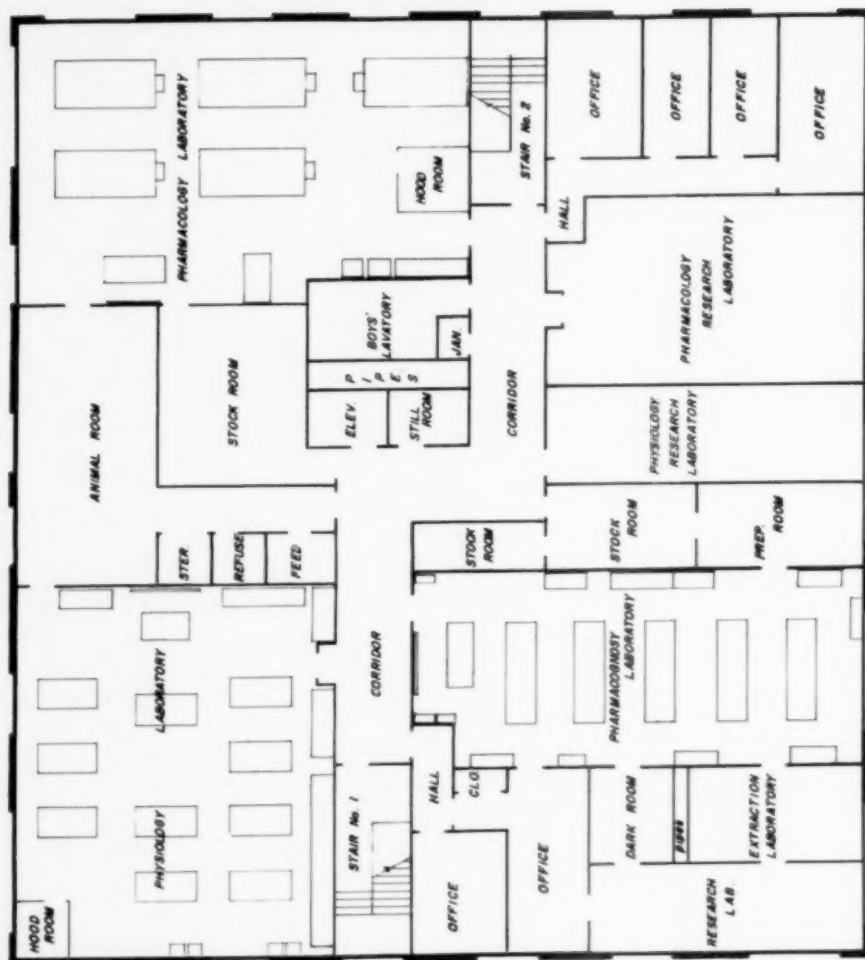 PHARMACOLOGY LABORATORY
HOOD
ROOM
STAIR No. 2
OFFICE
OFFICE
OFFICE
OFFICE
HALL
PHARMACOLOGY
RESEARCH
LABORATORY
ANIMAL ROOM
STOCK ROOM
BOYS'
LAVATORY
JAN.
PIPES
ELEV.
STILL
ROOM
CORRIDOR
PHYSIOLOGY
RESEARCH
LABORATORY
STER.
REFUSE
FEED
STOCK
ROOM
STOCK ROOM
PREP.
ROOM
PHYSIOLOGY LABORATORY
CORRIDOR
PHARMACOGNOSY
LABORATORY
HOOD
ROOM
STAIR No. 1
HALL
CLO.
OFFICE
OFFICE
DARK ROOM
PIPES
EXTRACTION
LABORATORY
RESEARCH LAB.